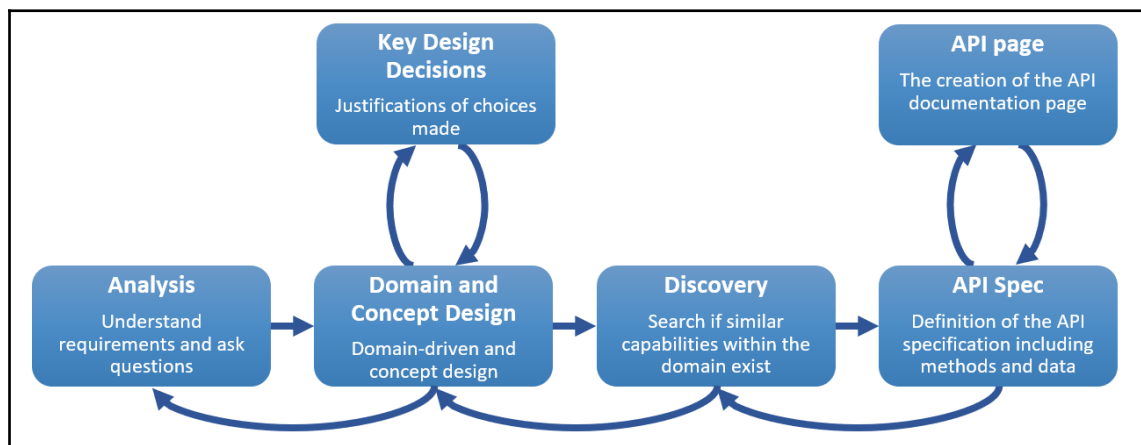 Key Design
Decisions
Justifications of choices
made
API page
The creation of the API
documentation page
Analysis
Understand
requirements and ask
questions
Domain and
Concept Design
Domain-driven and
concept design
Discovery
Search if similar
capabilities within the
domain exist
API Spec
Definition of the API
specification including
methods and data